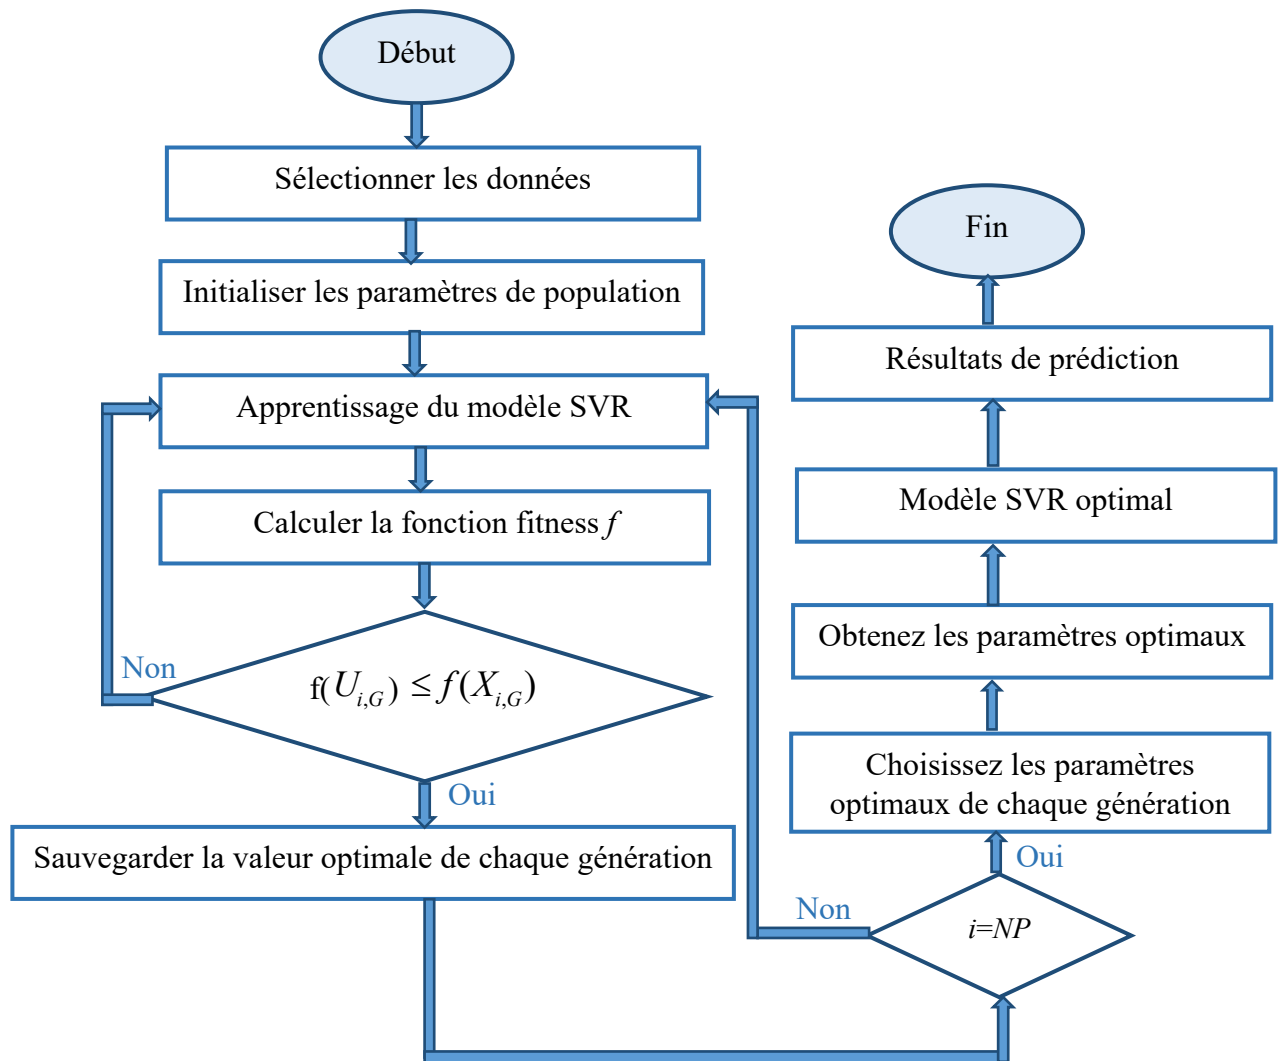 Début
Sélectionner les données
Initialiser les paramètres de population
Apprentissage du modèle SVR
Calculer la fonction fitness f
f(U_{i,G}) ≤ f(X_{i,G})
Non
Oui
Sauvegarder la valeur optimale de chaque génération
i=NP
Non
Oui
Choisissez les paramètres
optimaux de chaque génération
Obtenez les paramètres optimaux
Modèle SVR optimal
Résultats de prédiction
Fin